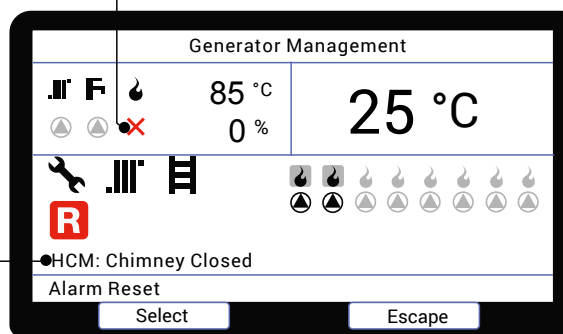 Generator Management
85 °C
0 %
25 °C
R
HCM: Chimney Closed
Alarm Reset
Select
Escape